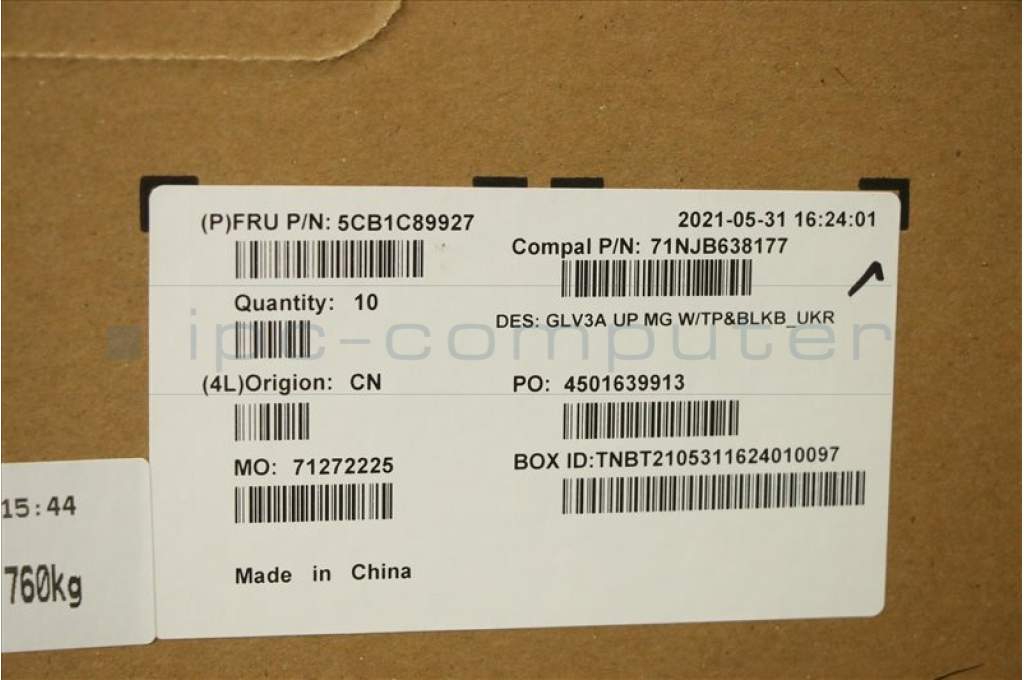 (P)FRU P/N: 5CB1C89927
2021-05-31 16:24:01
Compal P/N: 71NJB638177
Quantity: 10
DES: GLV3A UP MG W/TP&BLKB_UKR
ipc-computer
(4L)Origion: CN
PO: 4501639913
MO: 71272225
BOX ID:TNBT2105311624010097
Made in China
15:44
760kg